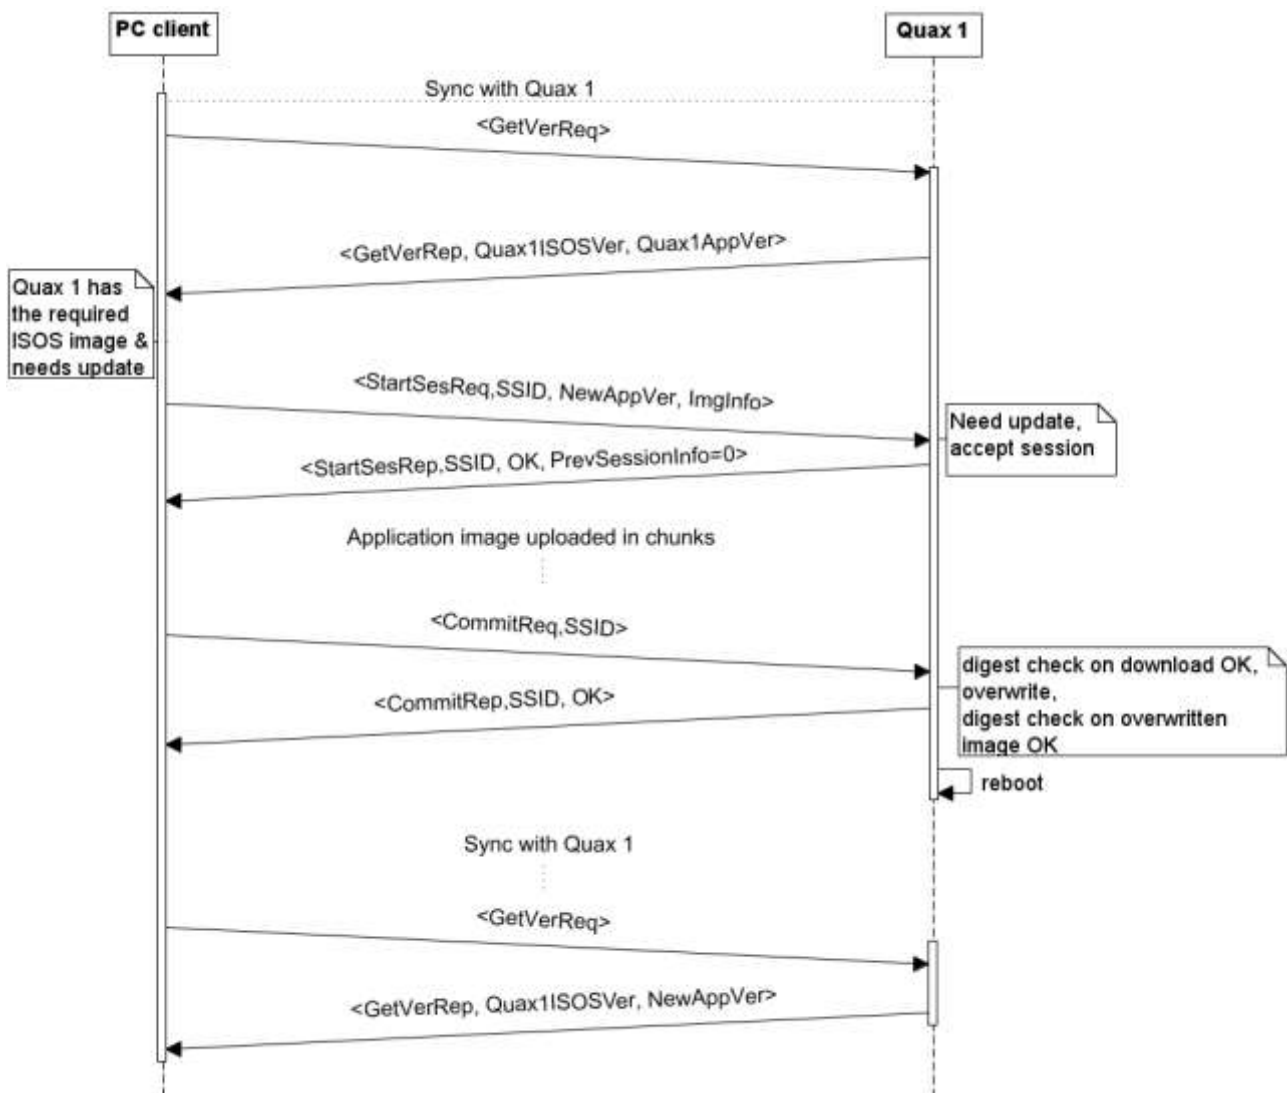 PC client
Quax 1
Sync with Quax 1
<GetVerReq>
<GetVerRep, Quax1ISOSVer, Quax1AppVer>
Quax 1 has
the required
ISOS image &
needs update
<StartSesReq,SSID, NewAppVer, ImgInfo>
Need update,
accept session
<StartSesRep,SSID, OK, PrevSessionInfo=0>
Application image uploaded in chunks
<CommitReq,SSID>
digest check on download OK,
overwrite,
digest check on overwritten
image OK
<CommitRep,SSID, OK>
reboot
Sync with Quax 1
<GetVerReq>
<GetVerRep, Quax1ISOSVer, NewAppVer>